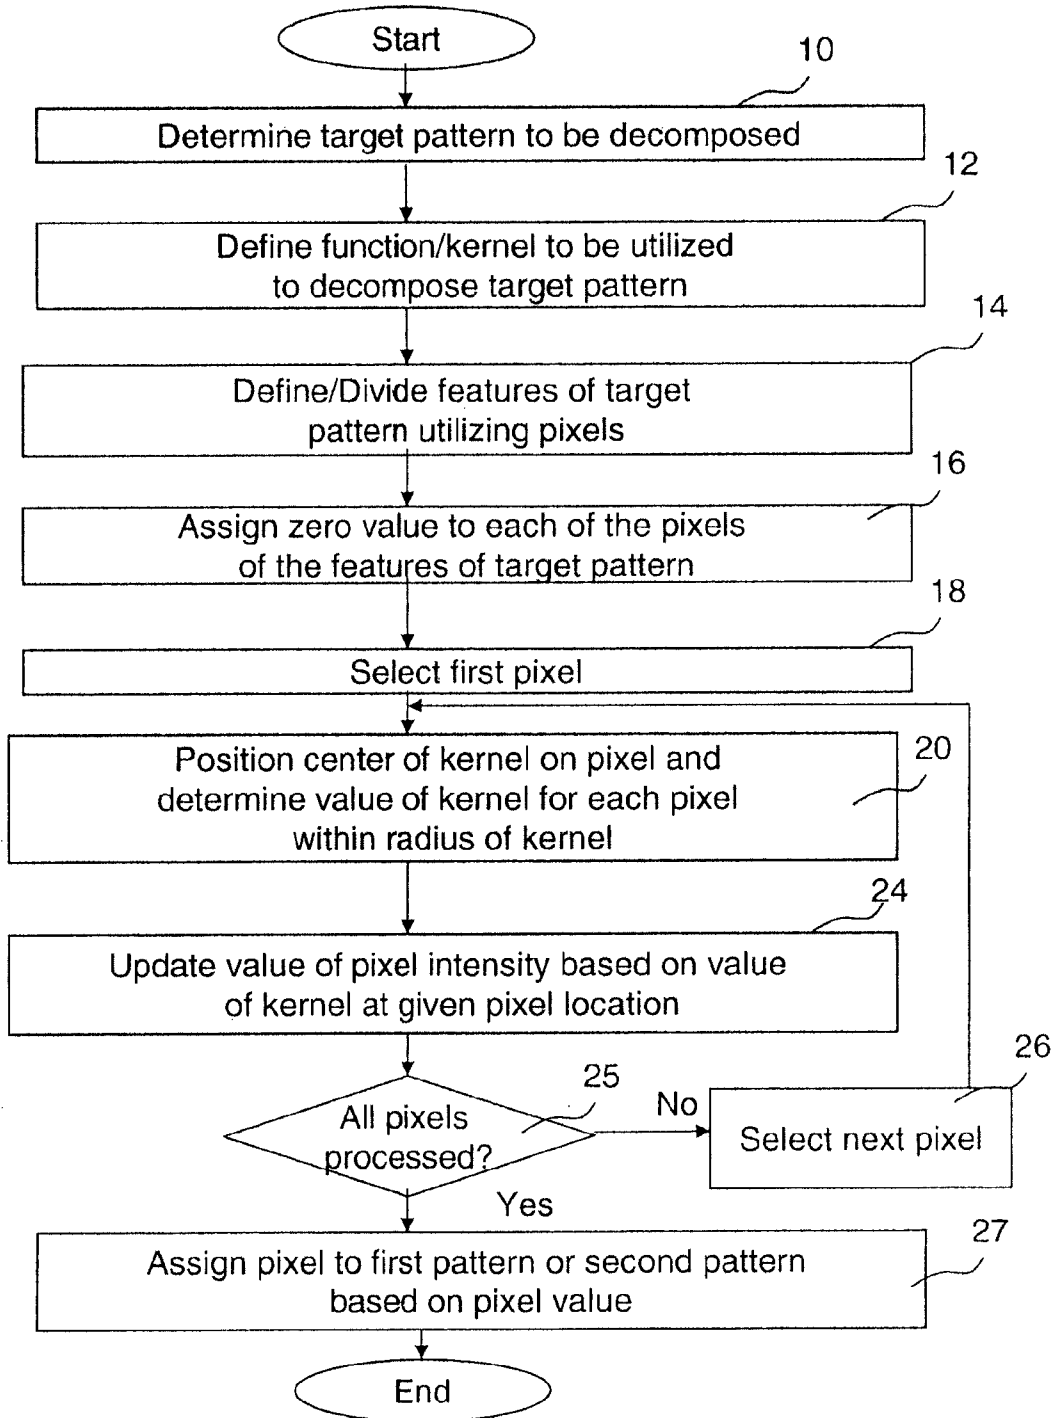 Start
10
Determine target pattern to be decomposed
12
Define function/kernel to be utilized
to decompose target pattern
14
Define/Divide features of target
pattern utilizing pixels
16
Assign zero value to each of the pixels
of the features of target pattern
18
Select first pixel
20
Position center of kernel on pixel and
determine value of kernel for each pixel
within radius of kernel
24
Update value of pixel intensity based on value
of kernel at given pixel location
25
All pixels
processed?
No
26
Select next pixel
Yes
27
Assign pixel to first pattern or second pattern
based on pixel value
End